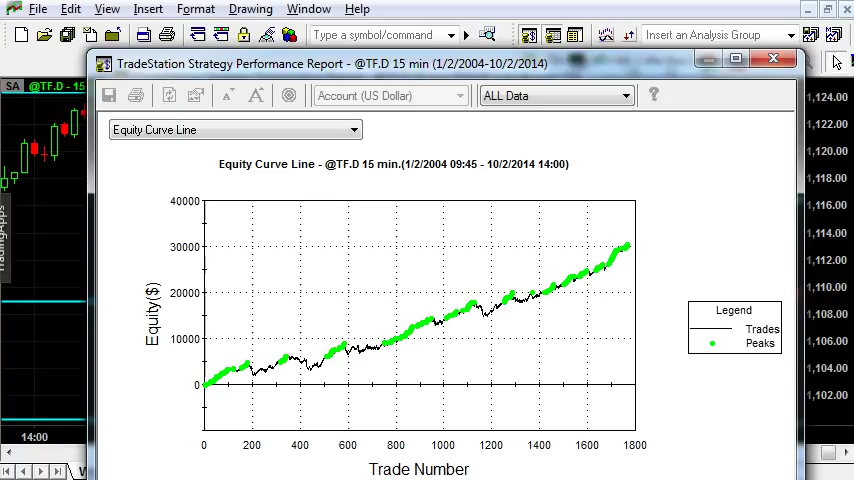 File Edit View Insert Format Drawing Window Help
Type a symbol/command
Insert an Analysis Group
TradeStation Strategy Performance Report - @TF.D 15 min (1/2/2004-10/2/2014)
SA @TF.D - 15
Account (US Dollar)
ALL Data
Equity Curve Line
Equity Curve Line - @TF.D 15 min.(1/2/2004 09:45 - 10/2/2014 14:00)
40000
30000
20000
10000
0
Equity($)
0 200 400 600 800 1000 1200 1400 1600 1800
Trade Number
Legend
Trades
Peaks
TradingApps
14:00
1,124.00
1,122.00
1,120.00
1,118.00
1,116.00
1,114.00
1,112.00
1,110.00
1,108.00
1,106.00
1,104.00
1,102.00